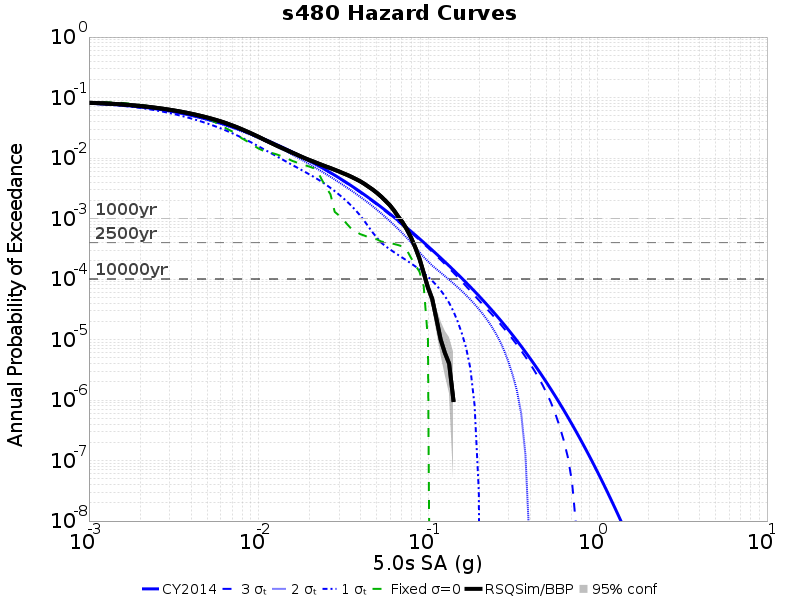 s480 Hazard Curves
Annual Probability of Exceedance
10^0
10^-1
10^-2
10^-3
10^-4
10^-5
10^-6
10^-7
10^-8
1000yr
2500yr
10000yr
10^-3 10^-2 10^-1 10^0 10^1
5.0s SA (g)
CY2014 3 σₜ 2 σₜ 1 σₜ Fixed σ=0 RSQSim/BBP 95% conf